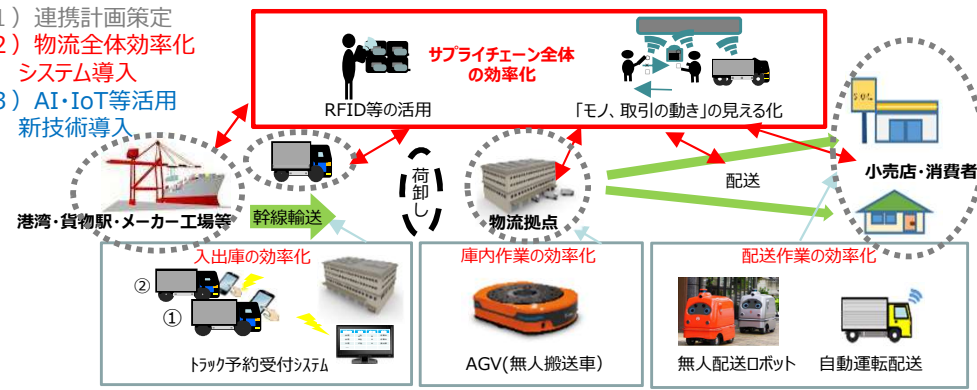 1）連携計画策定
2）物流全体効率化
システム導入
3）AI・IoT等活用
新技術導入
サプライチェーン全体
の効率化
RFID等の活用
「モノ、取引の動き」の見える化
港湾・貨物駅・メーカー工場等
幹線輸送
荷卸し
物流拠点
配送
小売店・消費者
入出庫の効率化
②
①
トラック予約受付システム
庫内作業の効率化
AGV(無人搬送車）
配送作業の効率化
無人配送ロボット
自動運転配送